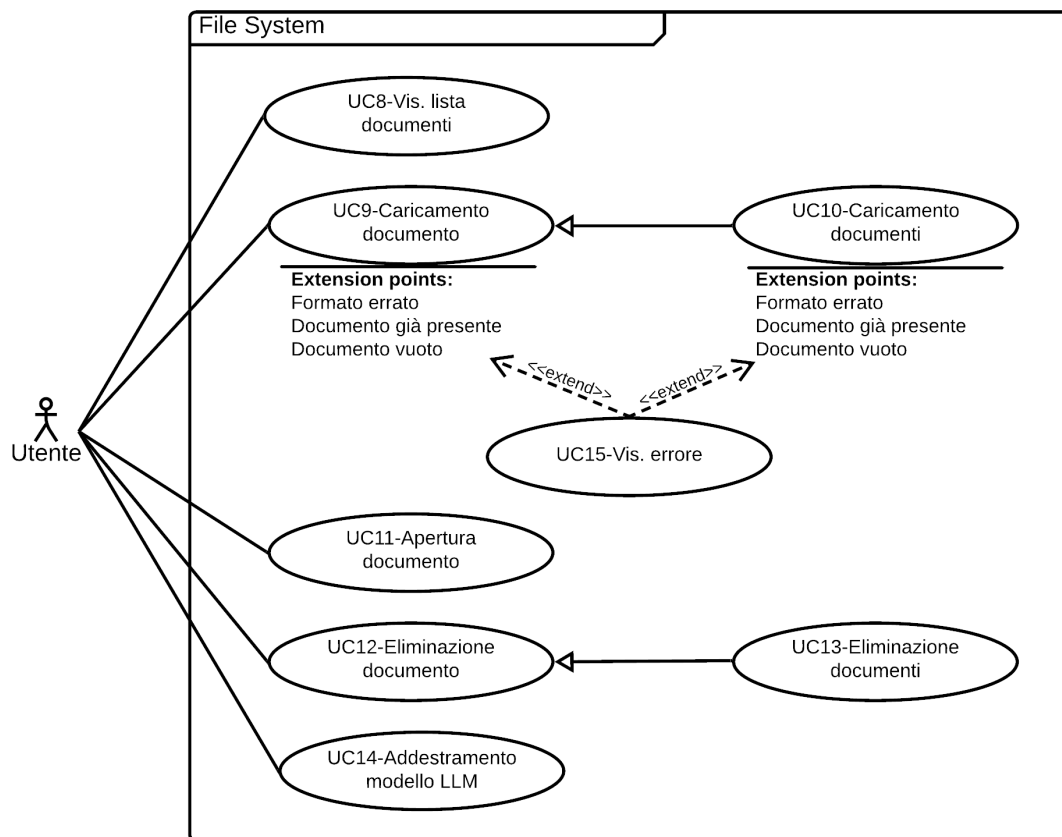 File System
UC8-Vis. lista
documenti
UC9-Caricamento
documento
Extension points:
Formato errato
Documento già presente
Documento vuoto
UC10-Caricamento
documenti
Extension points:
Formato errato
Documento già presente
Documento vuoto
<<extend>>
<<extend>>
UC15-Vis. errore
Utente
UC11-Apertura
documento
UC12-Eliminazione
documento
UC13-Eliminazione
documenti
UC14-Addestramento
modello LLM